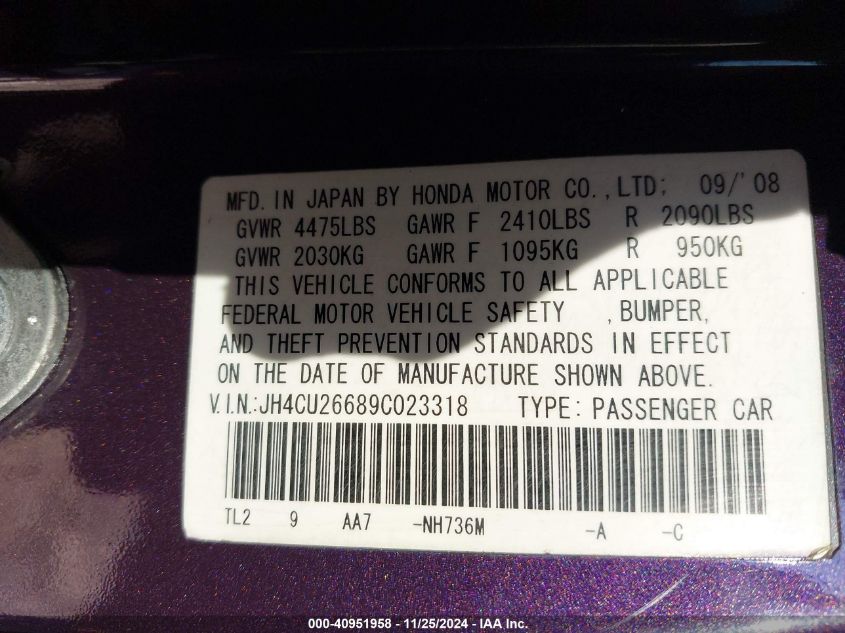 MFD. IN JAPAN BY HONDA MOTOR CO., LTD; 09/'08
GVWR 4475LBS GAWR F 2410LBS R 2090LBS
GVWR 2030KG GAWR F 1095KG R 950KG
THIS VEHICLE CONFORMS TO ALL APPLICABLE
FEDERAL MOTOR VEHICLE SAFETY , BUMPER,
AND THEFT PREVENTION STANDARDS IN EFFECT
ON THE DATE OF MANUFACTURE SHOWN ABOVE.
V.I.N.:JH4CU26689C023318 TYPE: PASSENGER CAR
TL2 9 AA7 -NH736M -A -C
000-40951958 - 11/25/2024 - IAA Inc.